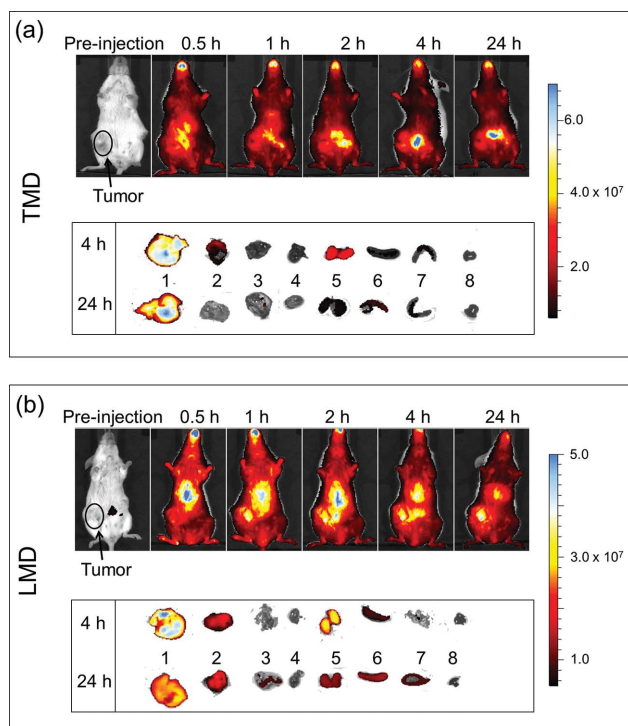 (a)
Pre-injection 0.5 h 1 h 2 h 4 h 24 h
Tumor
TMD
6.0
4.0 x 10⁷
2.0
4 h
1 2 3 4 5 6 7 8
24 h
(b)
Pre-injection 0.5 h 1 h 2 h 4 h 24 h
Tumor
LMD
5.0
3.0 x 10⁷
1.0
4 h
1 2 3 4 5 6 7 8
24 h